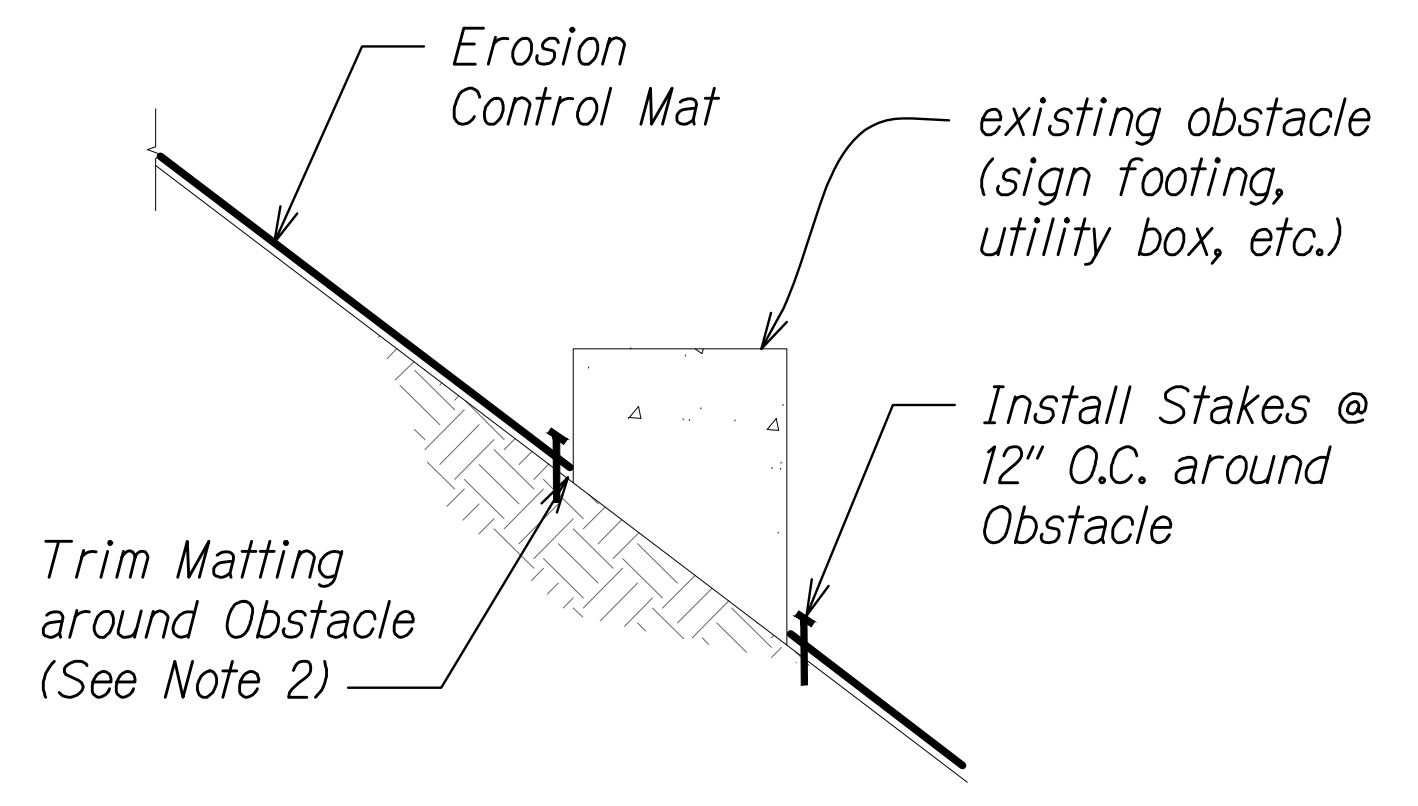 Erosion
Control Mat
existing obstacle
(sign footing,
utility box, etc.)
Install Stakes @
12" O.C. around
Obstacle
Trim Matting
around Obstacle
(See Note 2)